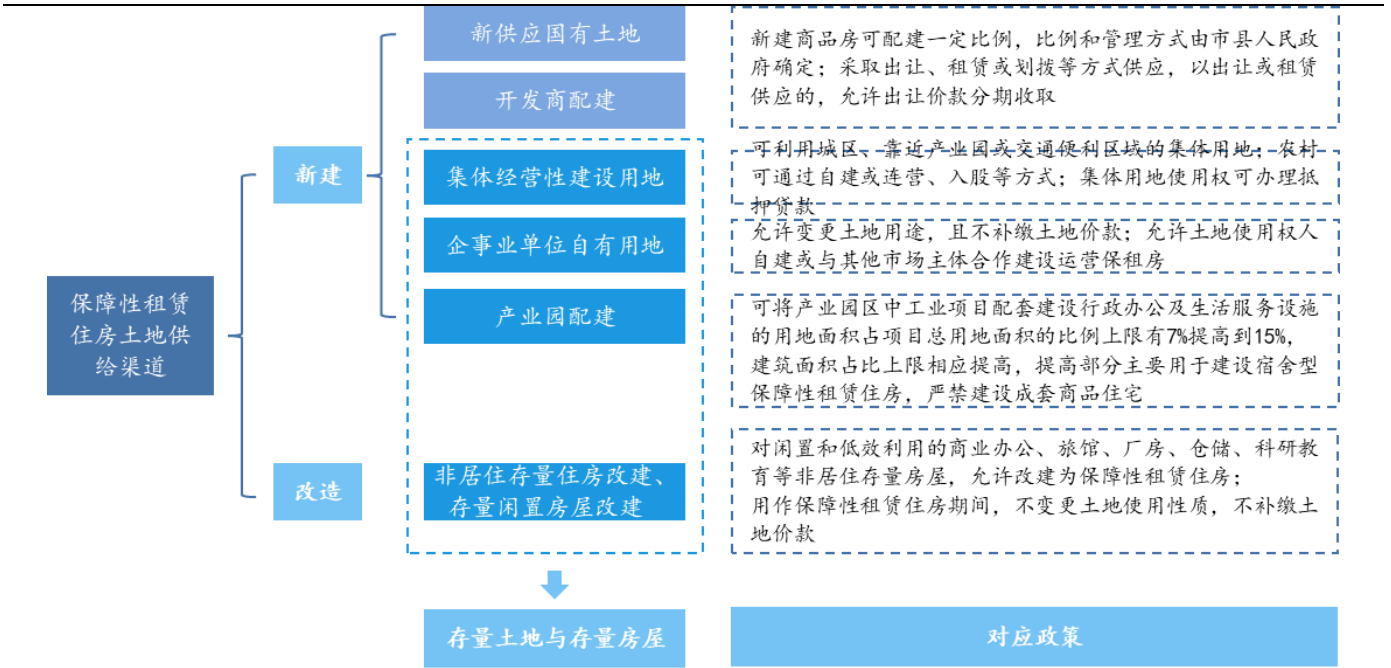 保障性租赁
住房土地供
给渠道
新建
改造
新供应国有土地
开发商配建
集体经营性建设用地
企事业单位自有用地
产业园配建
非居住存量住房改建、
存量闲置房屋改建
存量土地与存量房屋
新建商品房可配建一定比例，比例和管理方式由市县人民政
府确定；采取出让、租赁或划拨等方式供应，以出让或租赁
供应的，允许出让价款分期收取
可利用城区、靠近产业园或交通便利区域的集体用地；农村
可通过自建或连营、入股等方式；集体用地使用权可办理抵
押贷款
允许变更土地用途，且不补缴土地价款；允许土地使用权人
自建或与其他市场主体合作建设运营保租房
可将产业园区中工业项目配套建设行政办公及生活服务设施
的用地面积占项目总用地面积的比例上限有7%提高到15%，
建筑面积占比上限相应提高，提高部分主要用于建设宿舍型
保障性租赁住房，严禁建设成套商品住宅
对闲置和低效利用的商业办公、旅馆、厂房、仓储、科研教
育等非居住存量房屋，允许改建为保障性租赁住房；
用作保障性租赁住房期间，不变更土地使用性质，不补缴土
地价款
对应政策